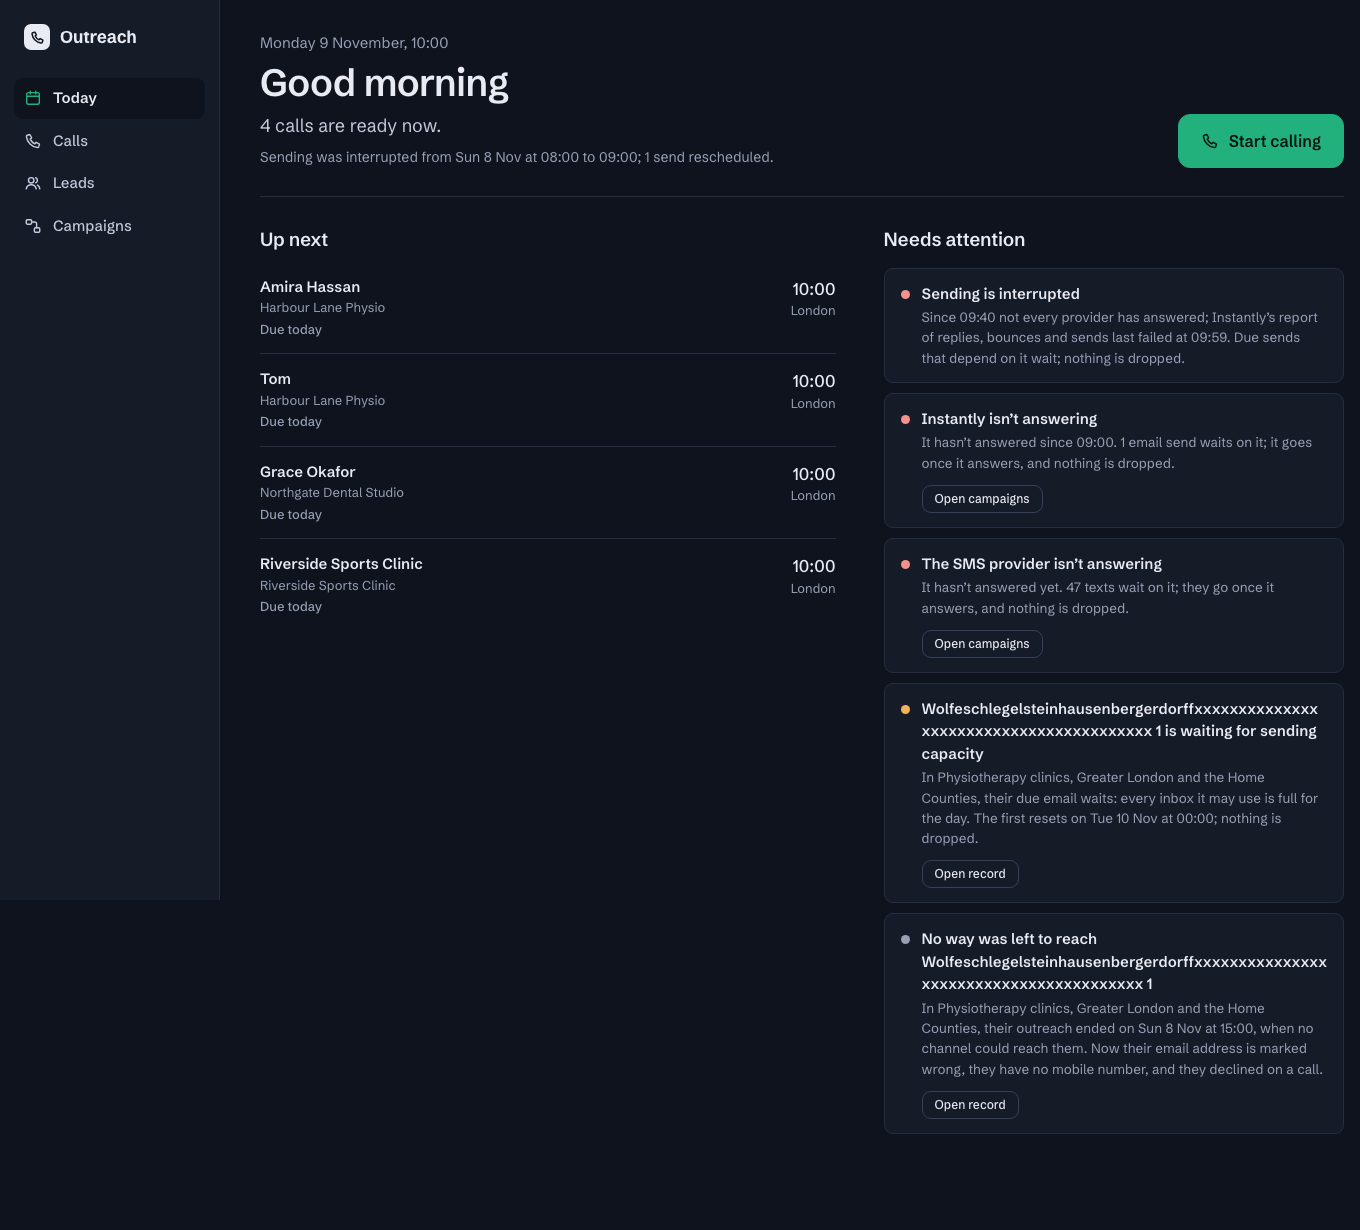 Outreach
Today
Calls
Leads
Campaigns
Monday 9 November, 10:00
Good morning
4 calls are ready now.
Sending was interrupted from Sun 8 Nov at 08:00 to 09:00; 1 send rescheduled.
Start calling
Up next
Amira Hassan
Harbour Lane Physio
Due today
10:00
London
Tom
Harbour Lane Physio
Due today
10:00
London
Grace Okafor
Northgate Dental Studio
Due today
10:00
London
Riverside Sports Clinic
Riverside Sports Clinic
Due today
10:00
London
Needs attention
Sending is interrupted
Since 09:40 not every provider has answered; Instantly’s report
of replies, bounces and sends last failed at 09:59. Due sends
that depend on it wait; nothing is dropped.
Instantly isn’t answering
It hasn’t answered since 09:00. 1 email send waits on it; it goes
once it answers, and nothing is dropped.
Open campaigns
The SMS provider isn’t answering
It hasn’t answered yet. 47 texts wait on it; they go once it
answers, and nothing is dropped.
Open campaigns
Wolfeschlegelsteinhausenbergerdorffxxxxxxxxxxxxxx
xxxxxxxxxxxxxxxxxxxxxxxxxx 1 is waiting for sending
capacity
In Physiotherapy clinics, Greater London and the Home
Counties, their due email waits: every inbox it may use is full for
the day. The first resets on Tue 10 Nov at 00:00; nothing is
dropped.
Open record
No way was left to reach
Wolfeschlegelsteinhausenbergerdorffxxxxxxxxxxxxxxx
xxxxxxxxxxxxxxxxxxxxxxxxx 1
In Physiotherapy clinics, Greater London and the Home
Counties, their outreach ended on Sun 8 Nov at 15:00, when no
channel could reach them. Now their email address is marked
wrong, they have no mobile number, and they declined on a call.
Open record